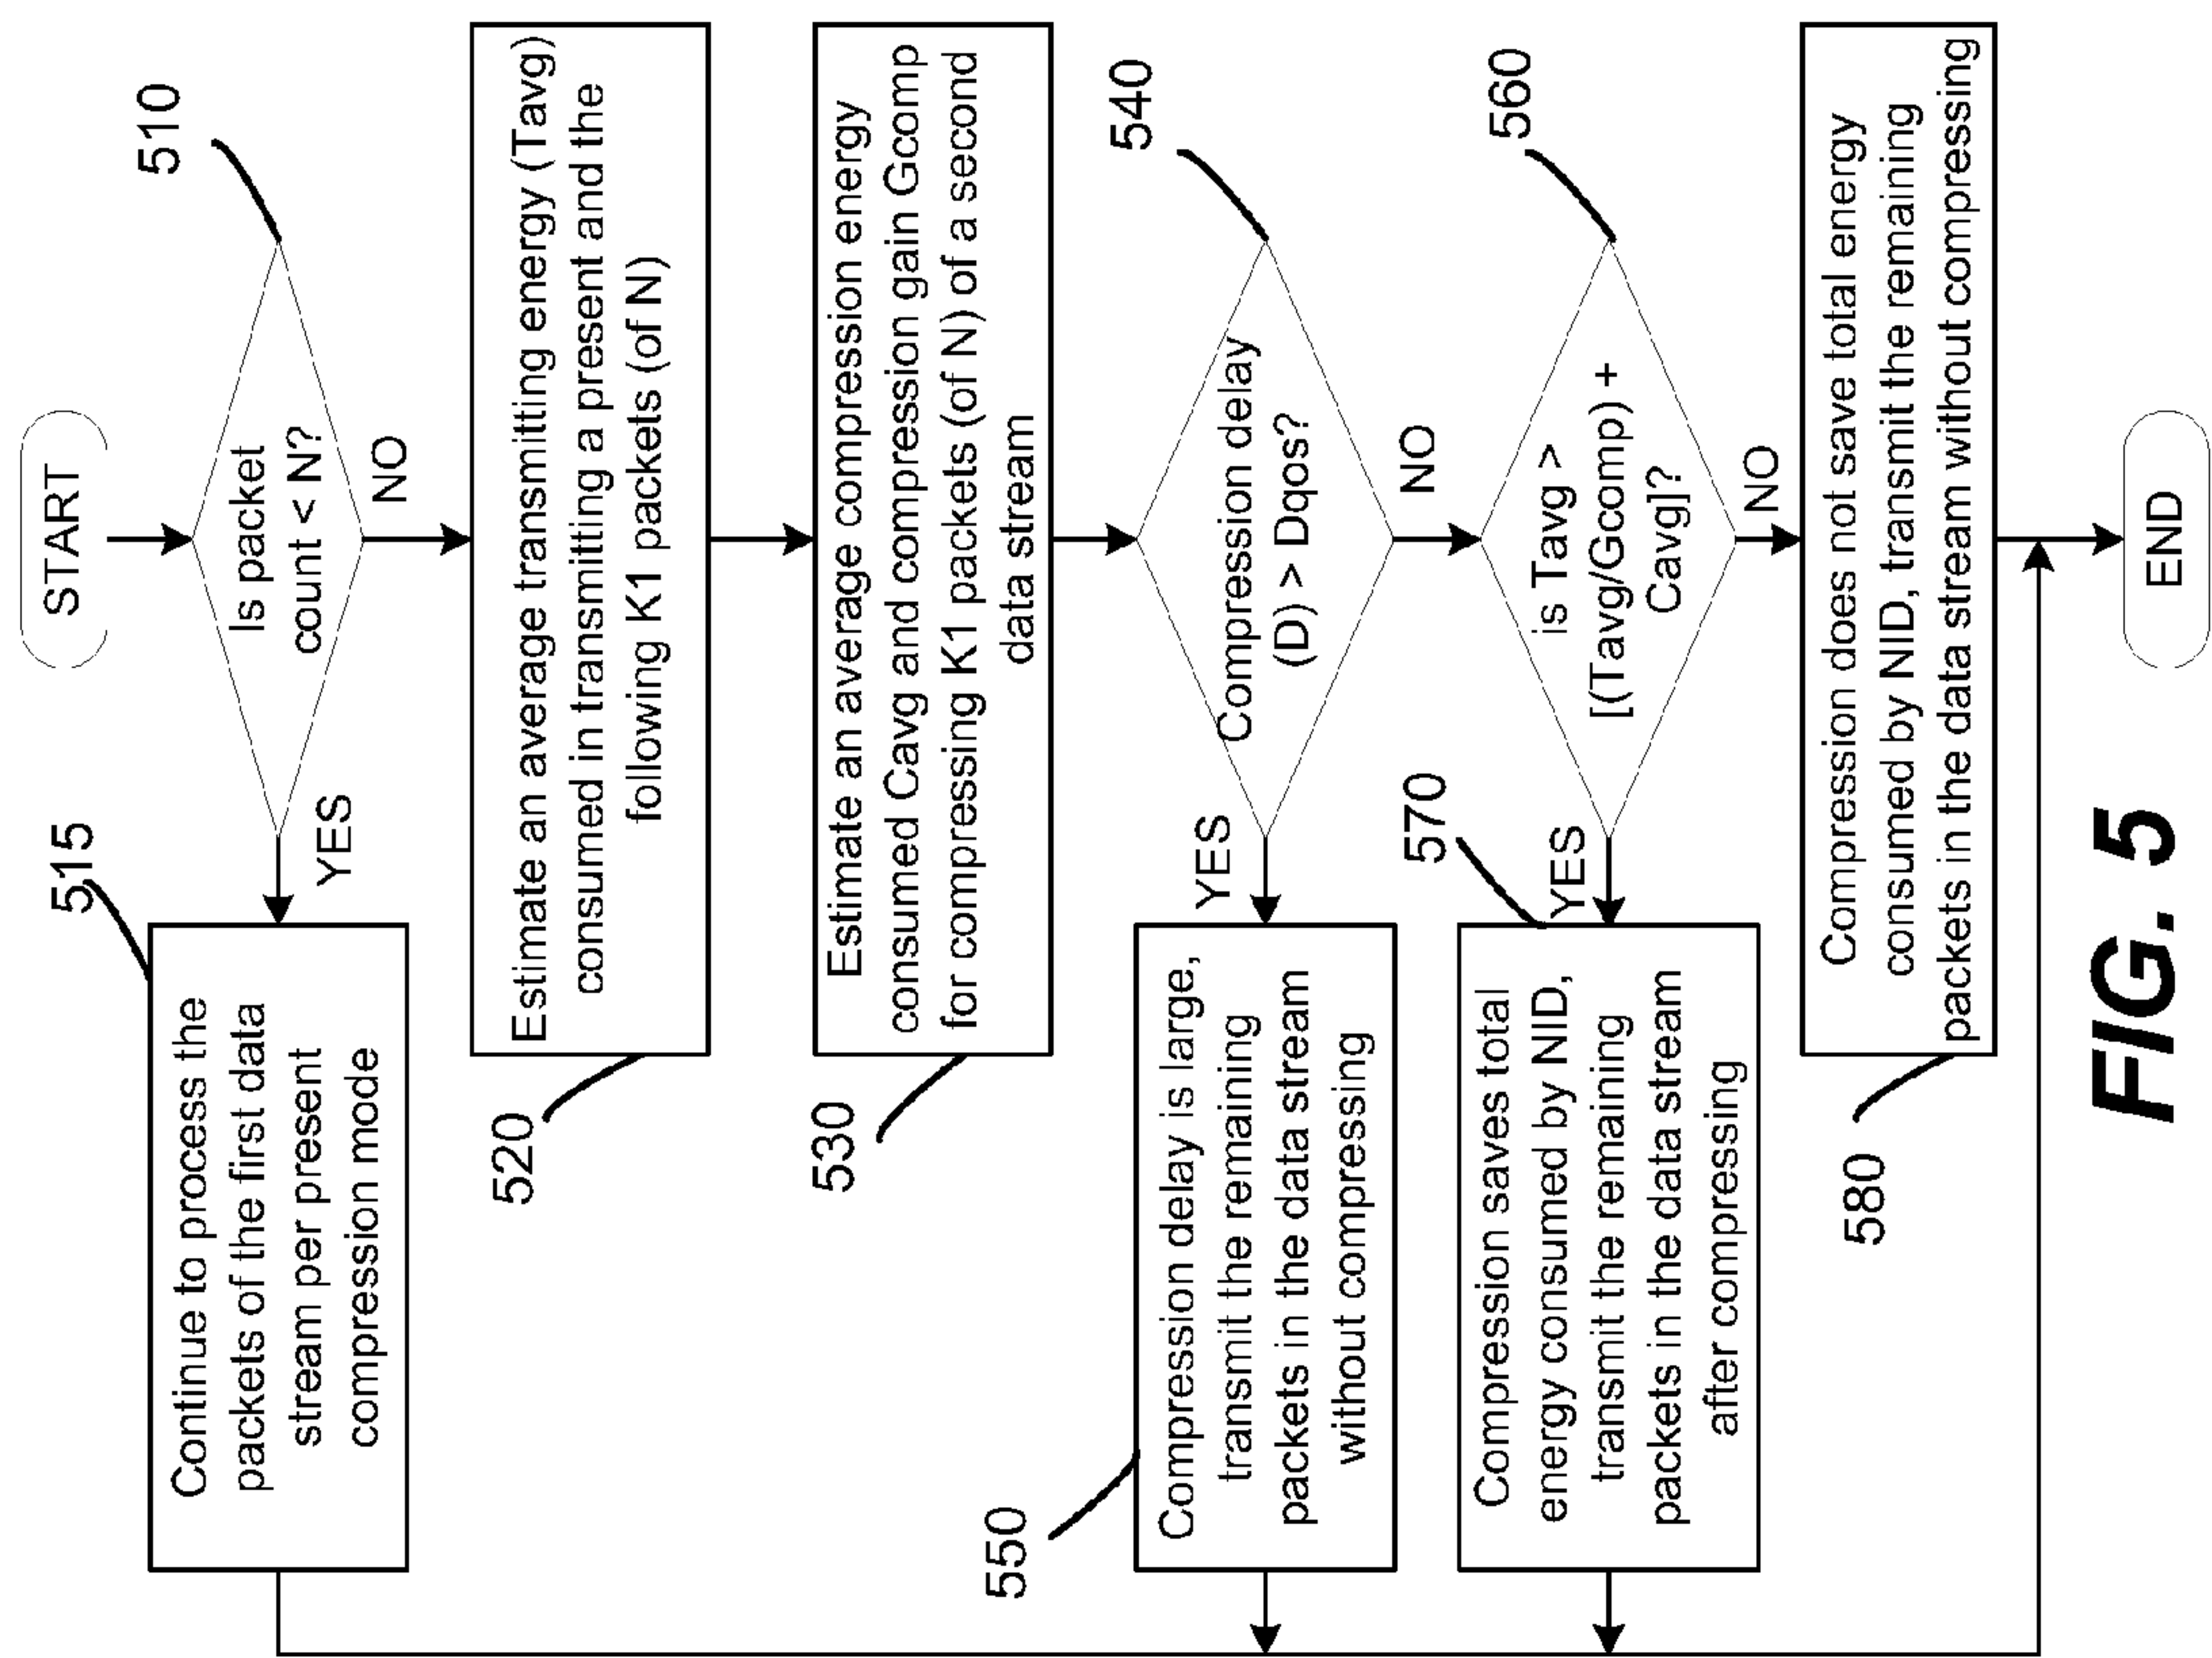 START
510
Is packet
count < N?
YES
NO
515
Continue to process the
packets of the first data
stream per present
compression mode
Estimate an average transmitting energy (Tavg)
consumed in transmitting a present and the
following K1 packets (of N)
520
Estimate an average compression energy
consumed Cavg and compression gain Gcomp
for compressing K1 packets (of N) of a second
data stream
530
540
Compression delay
(D) > Dqos?
YES
NO
Compression delay is large,
transmit the remaining
packets in the data stream
without compressing
550
560
is Tavg >
[(Tavg/Gcomp) +
Cavg]?
YES
NO
570
Compression saves total
energy consumed by NID,
transmit the remaining
packets in the data stream
after compressing
Compression does not save total energy
consumed by NID, transmit the remaining
packets in the data stream without compressing
580
END
FIG. 5